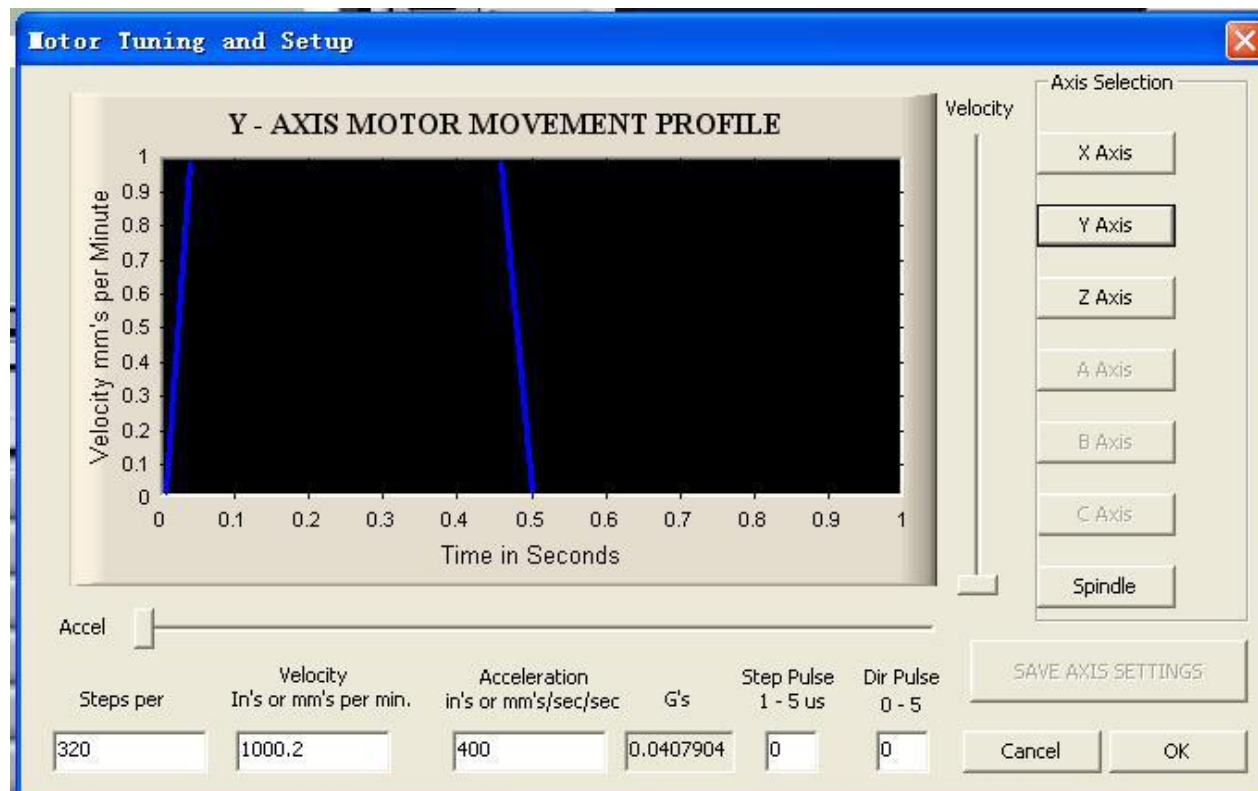 Motor Tuning and Setup
Axis Selection
Y - AXIS MOTOR MOVEMENT PROFILE
Velocity
Velocity mm's per Minute
1
0.9
0.8
0.7
0.6
0.5
0.4
0.3
0.2
0.1
0
0 0.1 0.2 0.3 0.4 0.5 0.6 0.7 0.8 0.9 1
Time in Seconds
X Axis
Y Axis
Z Axis
A Axis
B Axis
C Axis
Spindle
Accel
Steps per
Velocity
In's or mm's per min.
Acceleration
in's or mm's/sec/sec
G's
Step Pulse
1 - 5 us
Dir Pulse
0 - 5
SAVE AXIS SETTINGS
320
1000.2
400
0.0407904
0
0
Cancel
OK